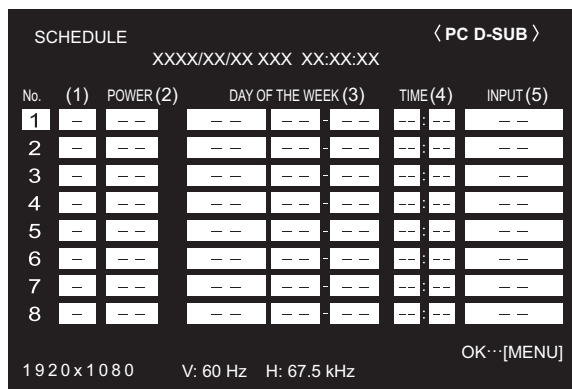 SCHEDULE 〈 PC D-SUB 〉
XXXX/XX/XX XXX XX:XX:XX
No. (1) POWER (2) DAY OF THE WEEK (3) TIME (4) INPUT (5)
1 – – – – – – – - – – – – : – – – –
2 – – – – – – – - – – – – : – – – –
3 – – – – – – – - – – – – : – – – –
4 – – – – – – – - – – – – : – – – –
5 – – – – – – – - – – – – : – – – –
6 – – – – – – – - – – – – : – – – –
7 – – – – – – – - – – – – : – – – –
8 – – – – – – – - – – – – : – – – –
OK⋯[MENU]
1920x1080 V: 60 Hz H: 67.5 kHz